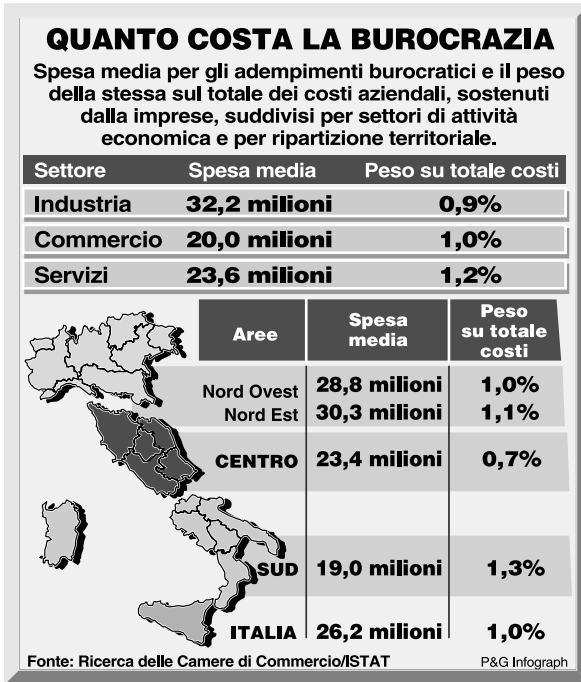 QUANTO COSTA LA BUROCRAZIA
Spesa media per gli adempimenti burocratici e il peso
della stessa sul totale dei costi aziendali, sostenuti
dalla imprese, suddivisi per settori di attività
economica e per ripartizione territoriale.
Settore Spesa media Peso su totale costi
Industria 32,2 milioni 0,9%
Commercio 20,0 milioni 1,0%
Servizi 23,6 milioni 1,2%
Aree Spesa media Peso su totale costi
Nord Ovest 28,8 milioni 1,0%
Nord Est 30,3 milioni 1,1%
CENTRO 23,4 milioni 0,7%
SUD 19,0 milioni 1,3%
ITALIA 26,2 milioni 1,0%
Fonte: Ricerca delle Camere di Commercio/ISTAT P&G Infograph